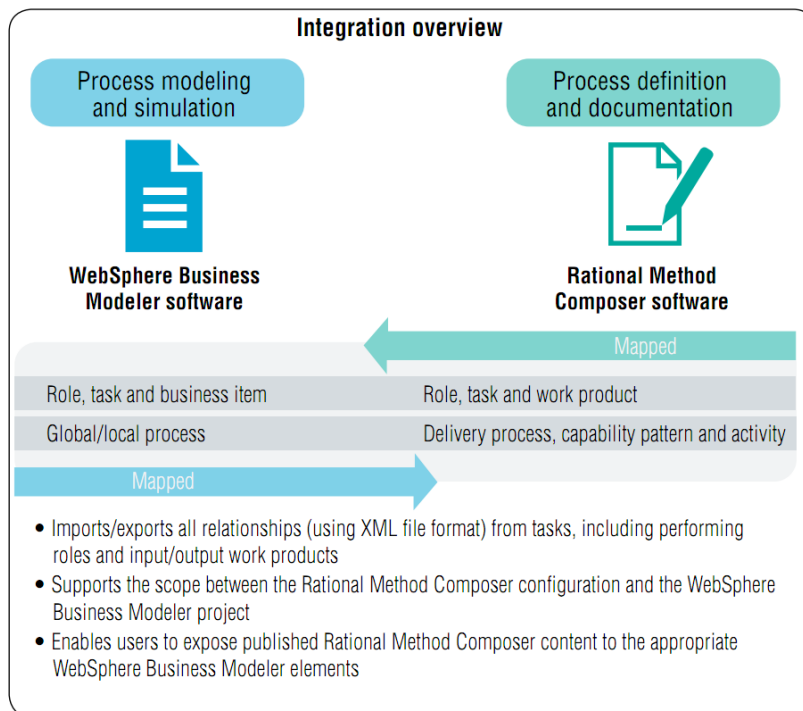 Integration overview
Process modeling
and simulation
Process definition
and documentation
WebSphere Business
Modeler software
Rational Method
Composer software
Mapped
Role, task and business item
Role, task and work product
Global/local process
Delivery process, capability pattern and activity
Mapped
• Imports/exports all relationships (using XML file format) from tasks, including performing
roles and input/output work products
• Supports the scope between the Rational Method Composer configuration and the WebSphere
Business Modeler project
• Enables users to expose published Rational Method Composer content to the appropriate
WebSphere Business Modeler elements